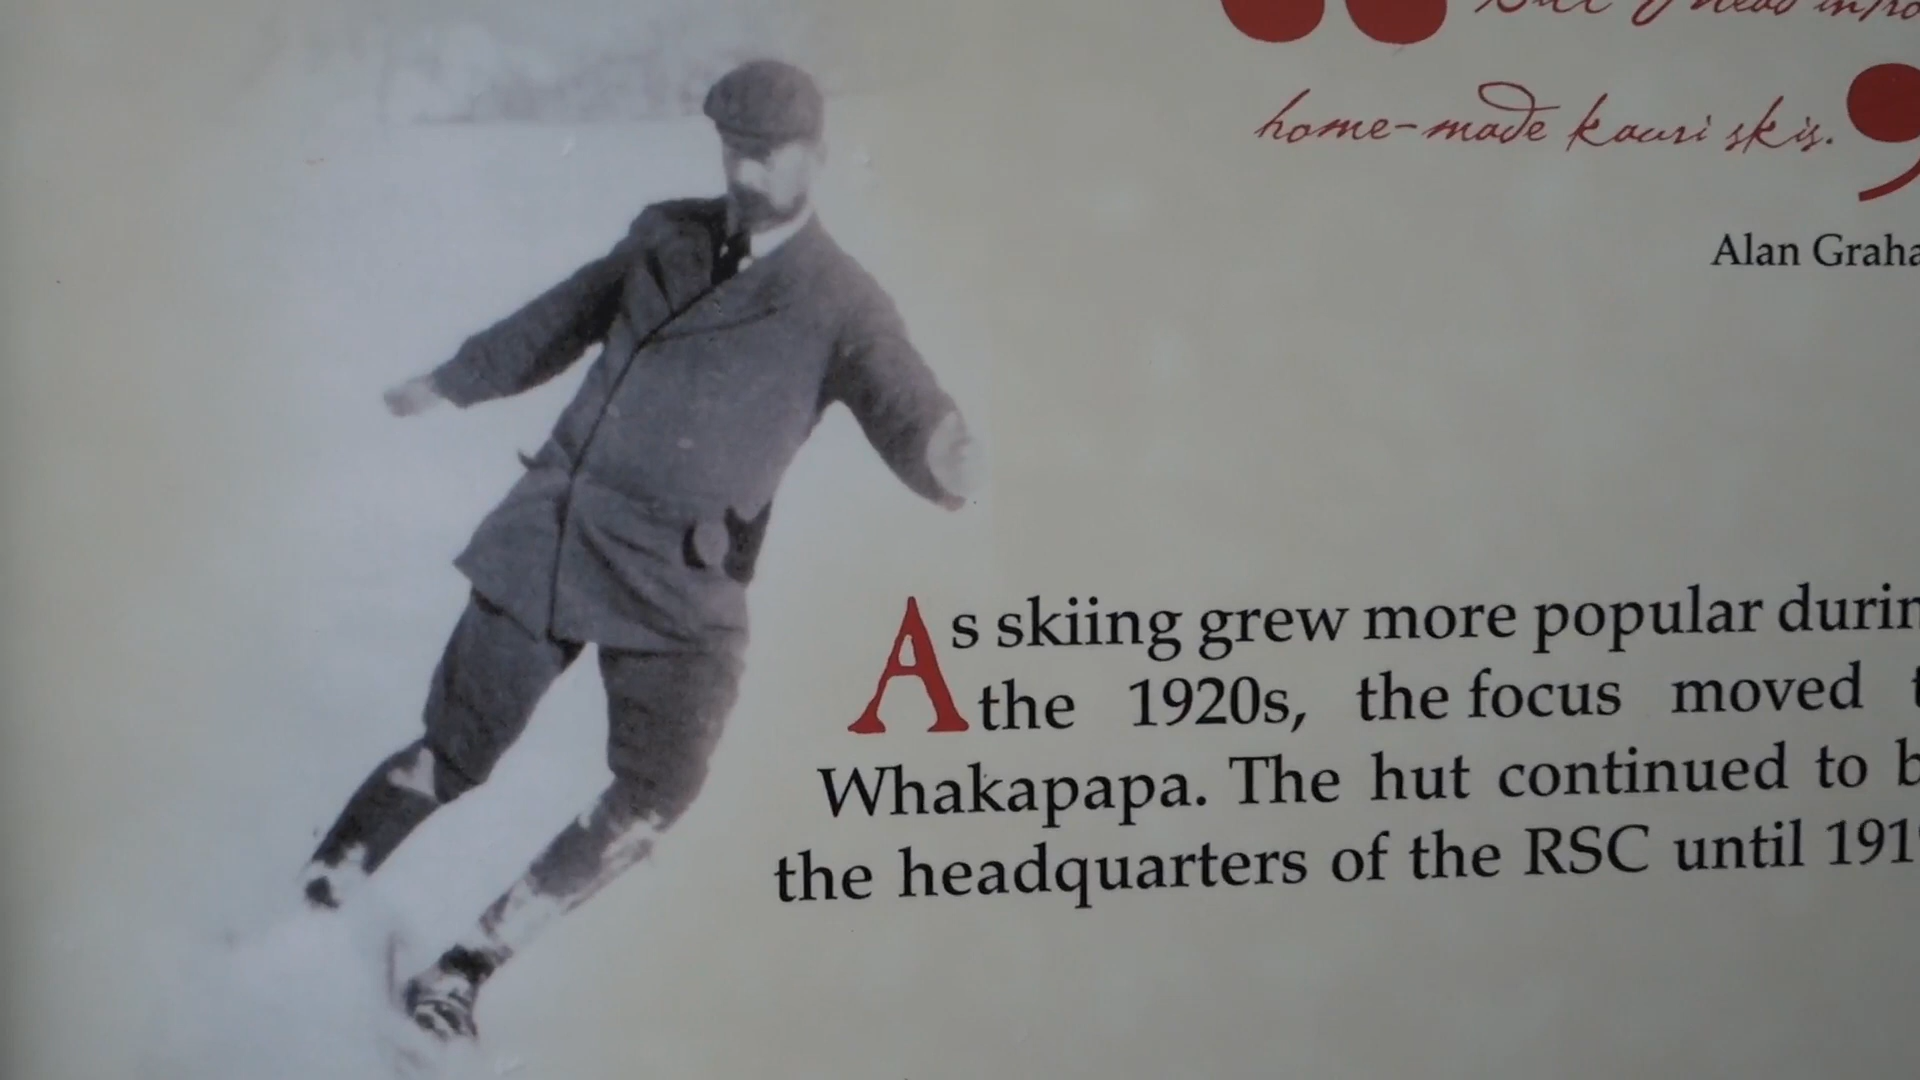 home-made kauri skis.
Alan Graha
As skiing grew more popular durin
the 1920s, the focus moved t
Whakapapa. The hut continued to b
the headquarters of the RSC until 191